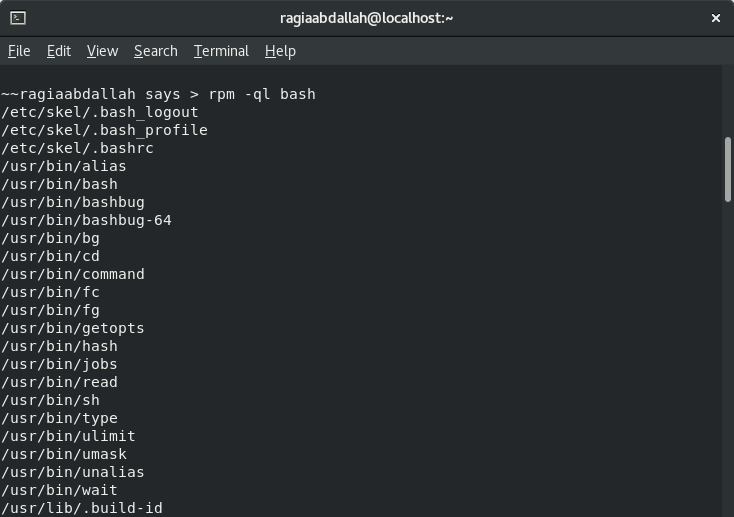 ragiaabdallah@localhost:~
File Edit View Search Terminal Help
~~ragiaabdallah says > rpm -ql bash
/etc/skel/.bash_logout
/etc/skel/.bash_profile
/etc/skel/.bashrc
/usr/bin/alias
/usr/bin/bash
/usr/bin/bashbug
/usr/bin/bashbug-64
/usr/bin/bg
/usr/bin/cd
/usr/bin/command
/usr/bin/fc
/usr/bin/fg
/usr/bin/getopts
/usr/bin/hash
/usr/bin/jobs
/usr/bin/read
/usr/bin/sh
/usr/bin/type
/usr/bin/ulimit
/usr/bin/umask
/usr/bin/unalias
/usr/bin/wait
/usr/lib/.build-id